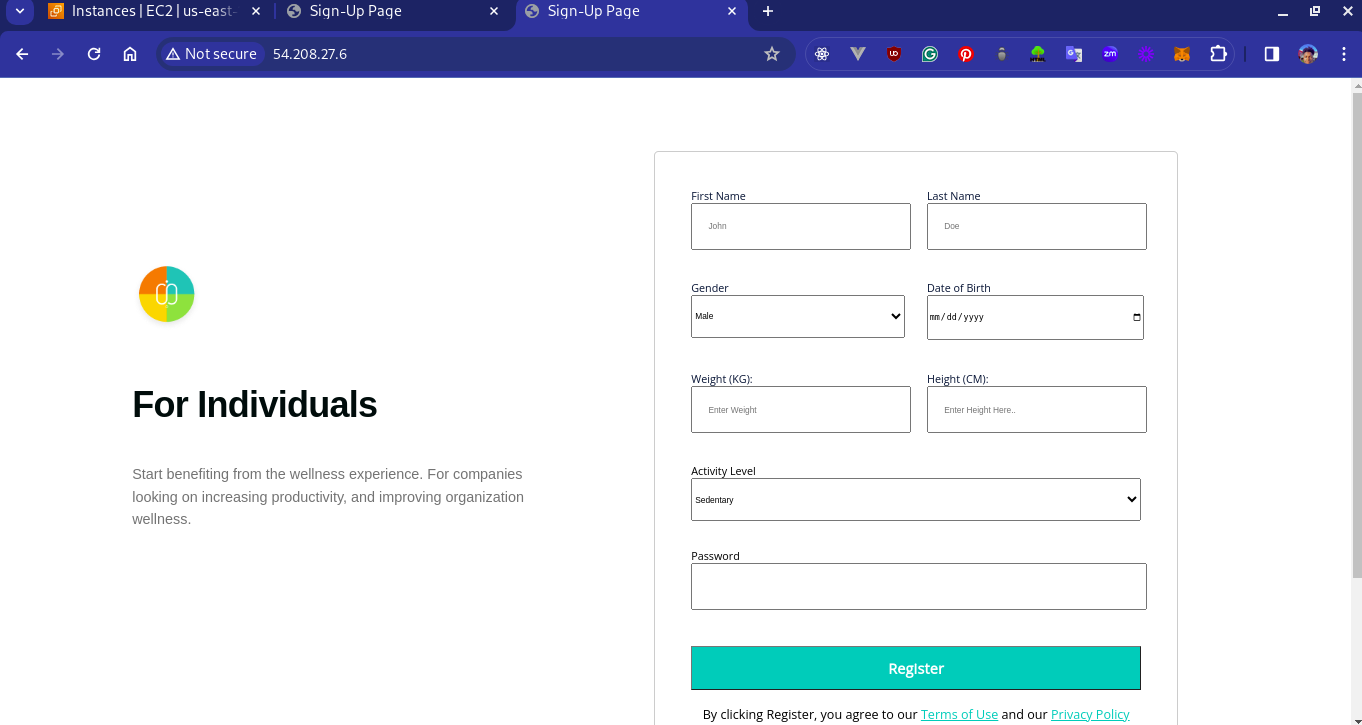 Instances | EC2 | us-east-
Sign-Up Page
Sign-Up Page
Not secure
54.208.27.6
First Name
Last Name
John
Doe
Gender
Date of Birth
Male
mm/dd/yyyy
For Individuals
Start benefiting from the wellness experience. For companies
looking on increasing productivity, and improving organization
wellness.
Weight (KG):
Height (CM):
Enter Weight
Enter Height Here..
Activity Level
Sedentary
Password
Register
By clicking Register, you agree to our Terms of Use and our Privacy Policy